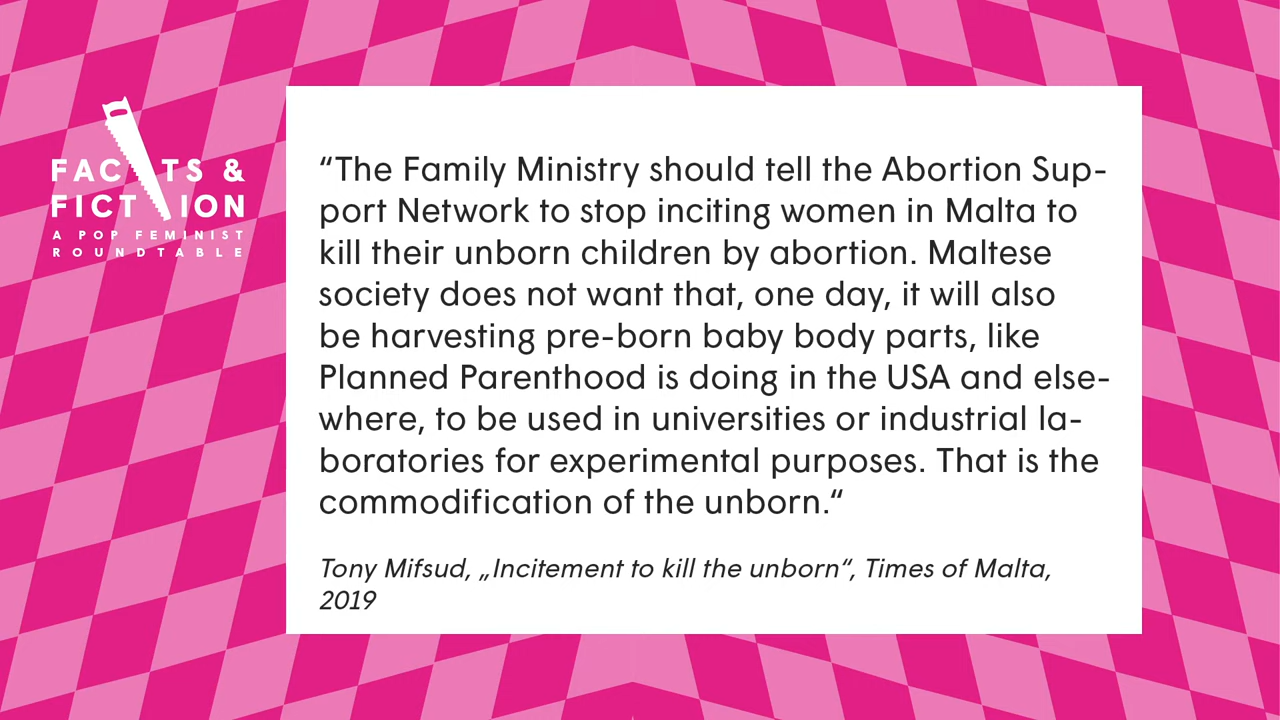 FACTS &
FICTION
A POP FEMINIST
ROUNDTABLE
“The Family Ministry should tell the Abortion Sup-
port Network to stop inciting women in Malta to
kill their unborn children by abortion. Maltese
society does not want that, one day, it will also
be harvesting pre-born baby body parts, like
Planned Parenthood is doing in the USA and else-
where, to be used in universities or industrial la-
boratories for experimental purposes. That is the
commodification of the unborn.“
Tony Mifsud, „Incitement to kill the unborn“, Times of Malta,
2019